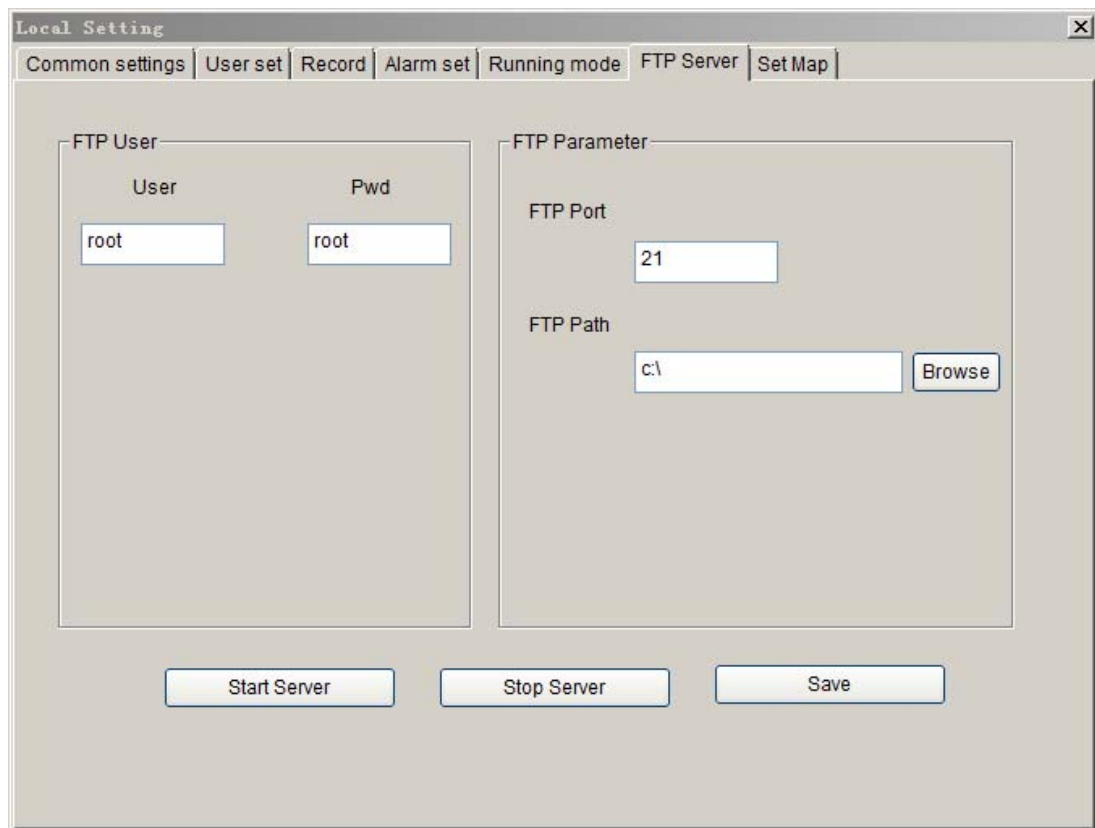 Local Setting
Common settings User set Record Alarm set Running mode FTP Server Set Map
FTP User
User Pwd
root root
FTP Parameter
FTP Port
21
FTP Path
c:\ Browse
Start Server Stop Server Save